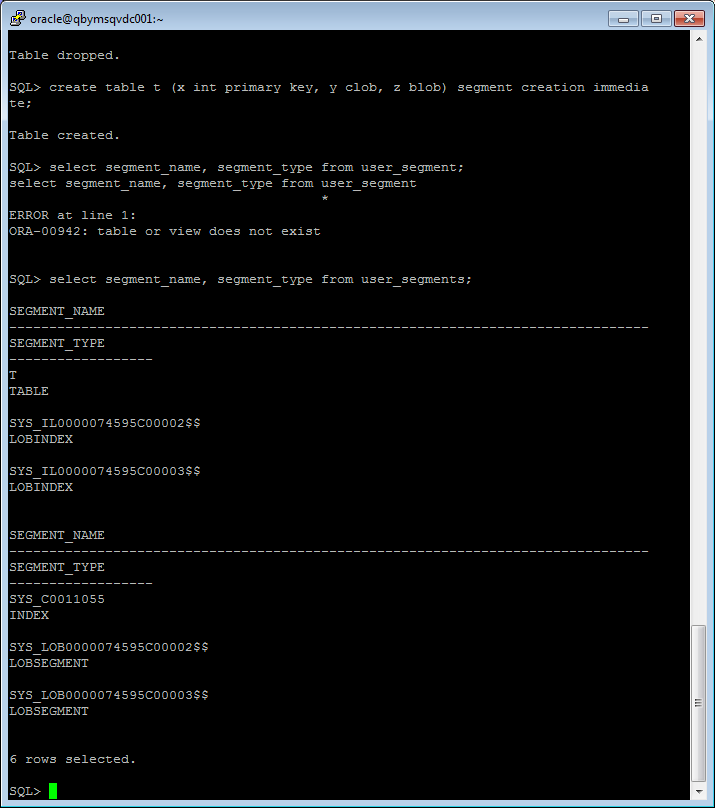 oracle@qbymsqvdc001:~
Table dropped.
SQL> create table t (x int primary key, y clob, z blob) segment creation immedia
te;
Table created.
SQL> select segment_name, segment_type from user_segment;
select segment_name, segment_type from user_segment
*
ERROR at line 1:
ORA-00942: table or view does not exist
SQL> select segment_name, segment_type from user_segments;
SEGMENT_NAME
--------------------------------------------------------------------------------
SEGMENT_TYPE
------------------
T
TABLE
SYS_IL0000074595C00002$$
LOBINDEX
SYS_IL0000074595C00003$$
LOBINDEX
SEGMENT_NAME
--------------------------------------------------------------------------------
SEGMENT_TYPE
------------------
SYS_C0011055
INDEX
SYS_LOB0000074595C00002$$
LOBSEGMENT
SYS_LOB0000074595C00003$$
LOBSEGMENT
6 rows selected.
SQL>